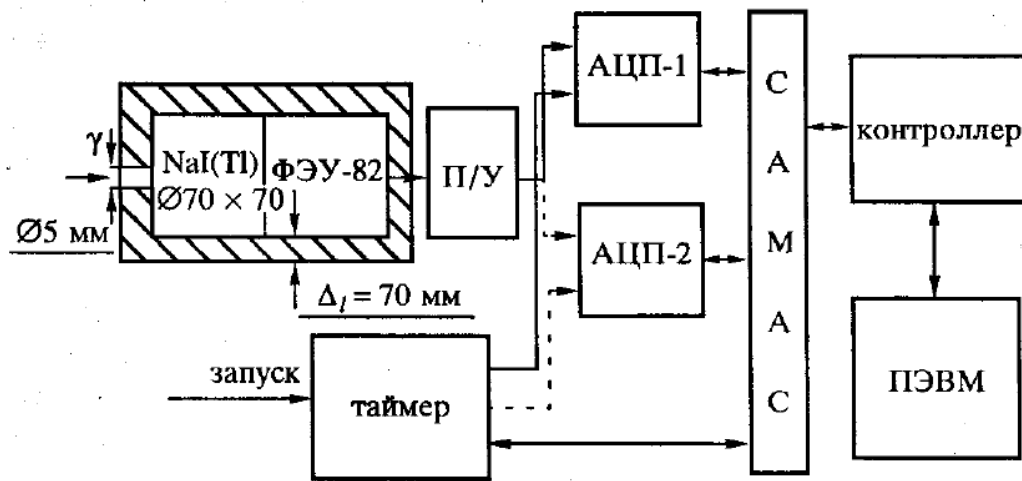 γ
NaI(Tl)
Ø70 × 70
ФЭУ-82
Ø5 мм
Δl = 70 мм
П/У
АЦП-1
АЦП-2
запуск
таймер
С
А
М
А
С
контроллер
ПЭВМ